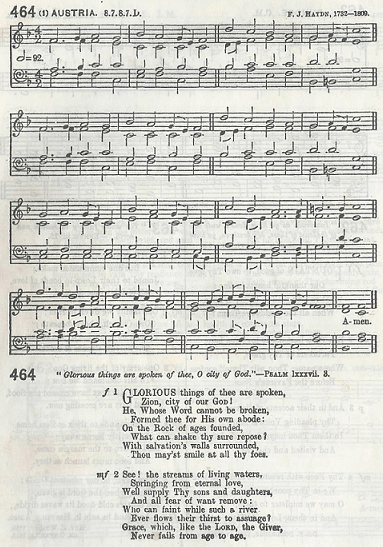 464 (1) AUSTRIA. 8.7.8.7.D. F. J. HAYDN, 1732—1809.
=92.
A-men.
464 "Glorious things are spoken of thee, O city of God."—PSALM lxxxvii. 3.
f 1 GLORIOUS things of thee are spoken,
Zion, city of our GOD!
He, Whose Word cannot be broken,
Formed thee for His own abode:
On the Rock of ages founded,
What can shake thy sure repose?
With salvation's walls surrounded,
Thou may'st smile at all thy foes.
mf 2 See! the streams of living waters,
Springing from eternal love,
Well supply Thy sons and daughters,
And all fear of want remove:
Who can faint while such a river
Ever flows their thirst to assuage?
Grace, which, like the LORD, the Giver,
Never fails from age to age.